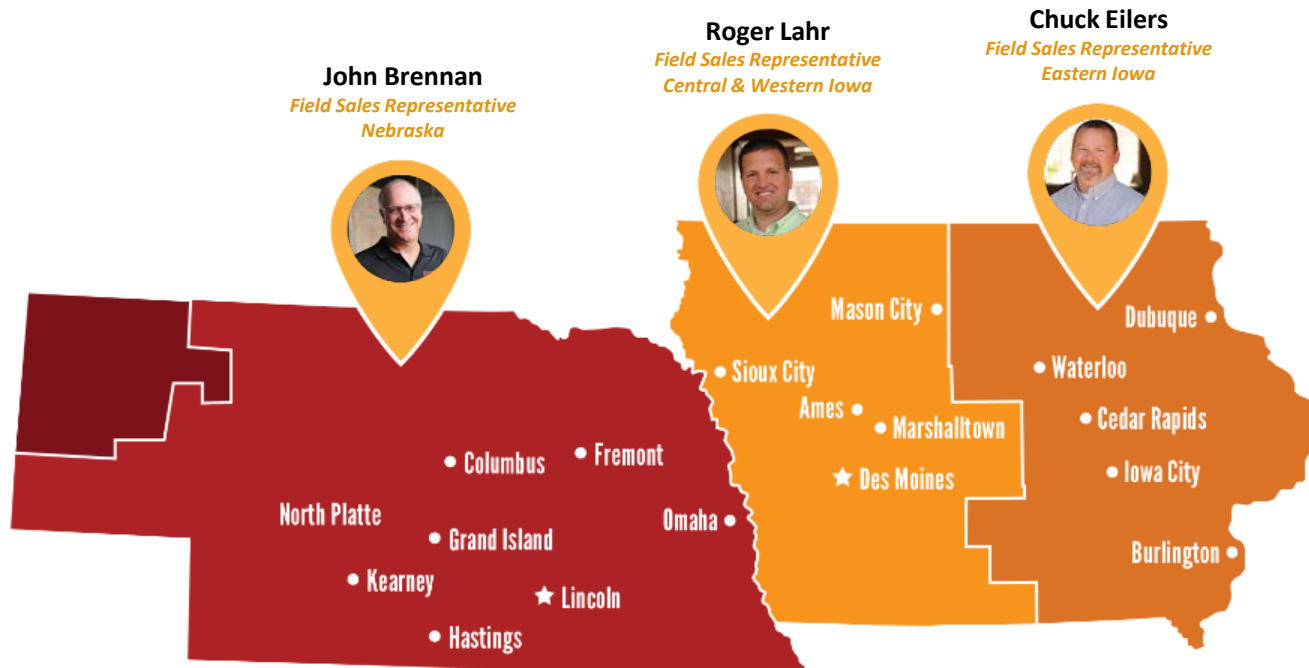 John Brennan
Field Sales Representative
Nebraska
Roger Lahr
Field Sales Representative
Central & Western Iowa
Chuck Eilers
Field Sales Representative
Eastern Iowa
Columbus
Fremont
North Platte
Grand Island
Omaha
Kearney
Lincoln
Hastings
Mason City
Sioux City
Ames
Marshalltown
Des Moines
Dubuque
Waterloo
Cedar Rapids
Iowa City
Burlington